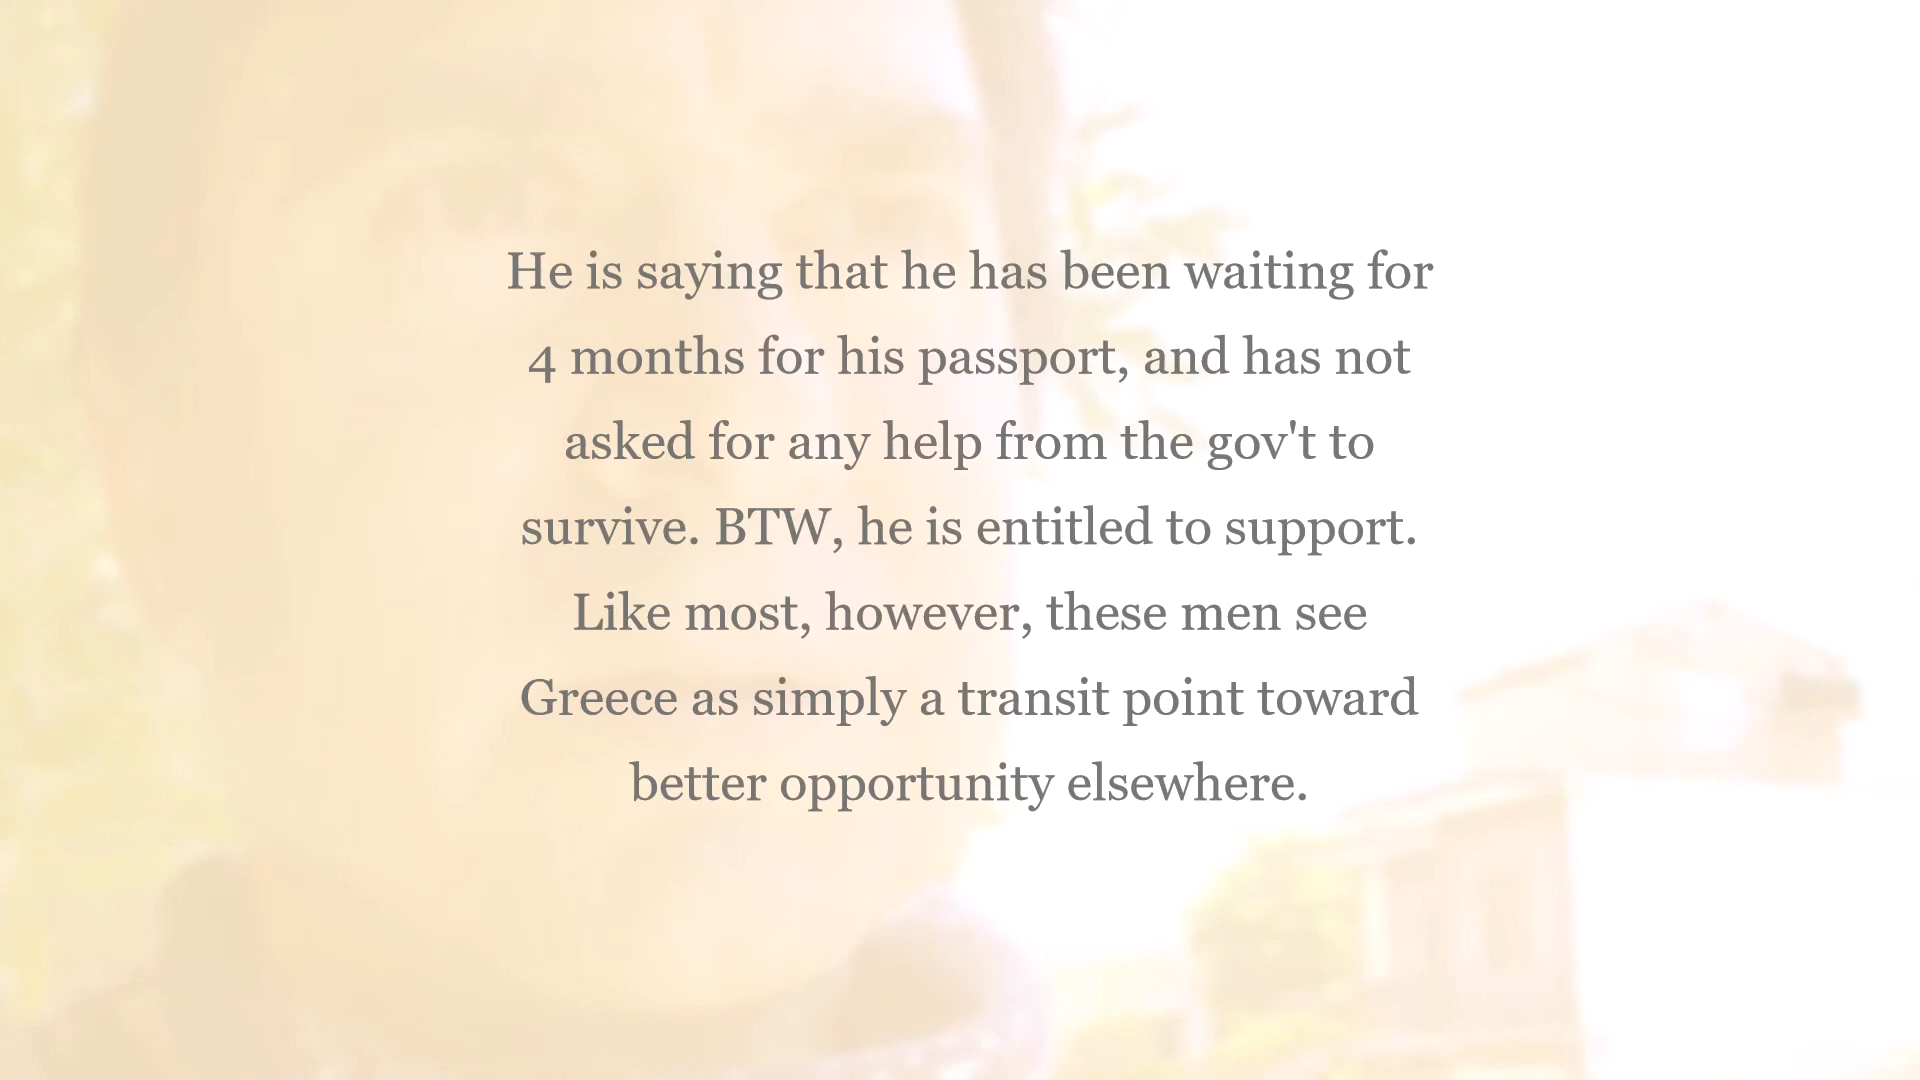 He is saying that he has been waiting for
4 months for his passport, and has not
asked for any help from the gov't to
survive. BTW, he is entitled to support.
Like most, however, these men see
Greece as simply a transit point toward
better opportunity elsewhere.